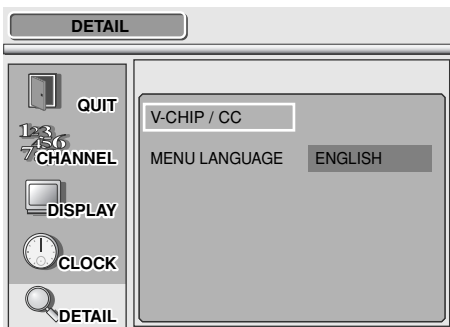 DETAIL
QUIT
123
456
7 CHANNEL
DISPLAY
CLOCK
DETAIL
V-CHIP / CC
MENU LANGUAGE ENGLISH